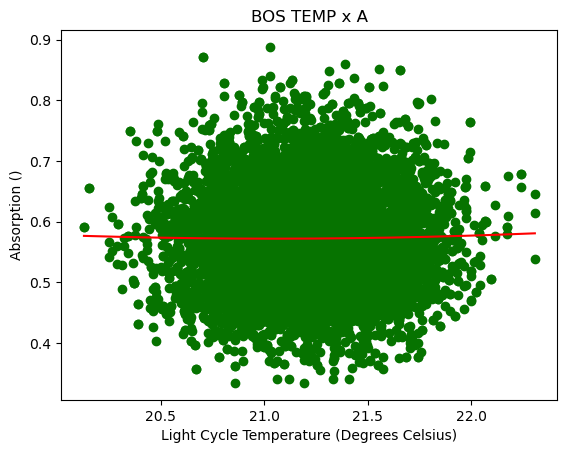 BOS TEMP x A
0.9
0.8
0.7
0.6
0.5
0.4
Absorption ()
20.5 21.0 21.5 22.0
Light Cycle Temperature (Degrees Celsius)